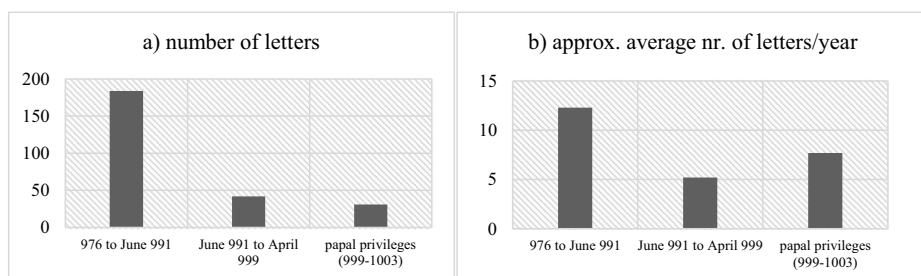 a) number of letters
200
150
100
50
0
976 to June 991
June 991 to April
999
papal privileges
(999-1003)
b) approx. average nr. of letters/year
15
10
5
0
976 to June 991
June 991 to April 999
papal privileges
(999-1003)